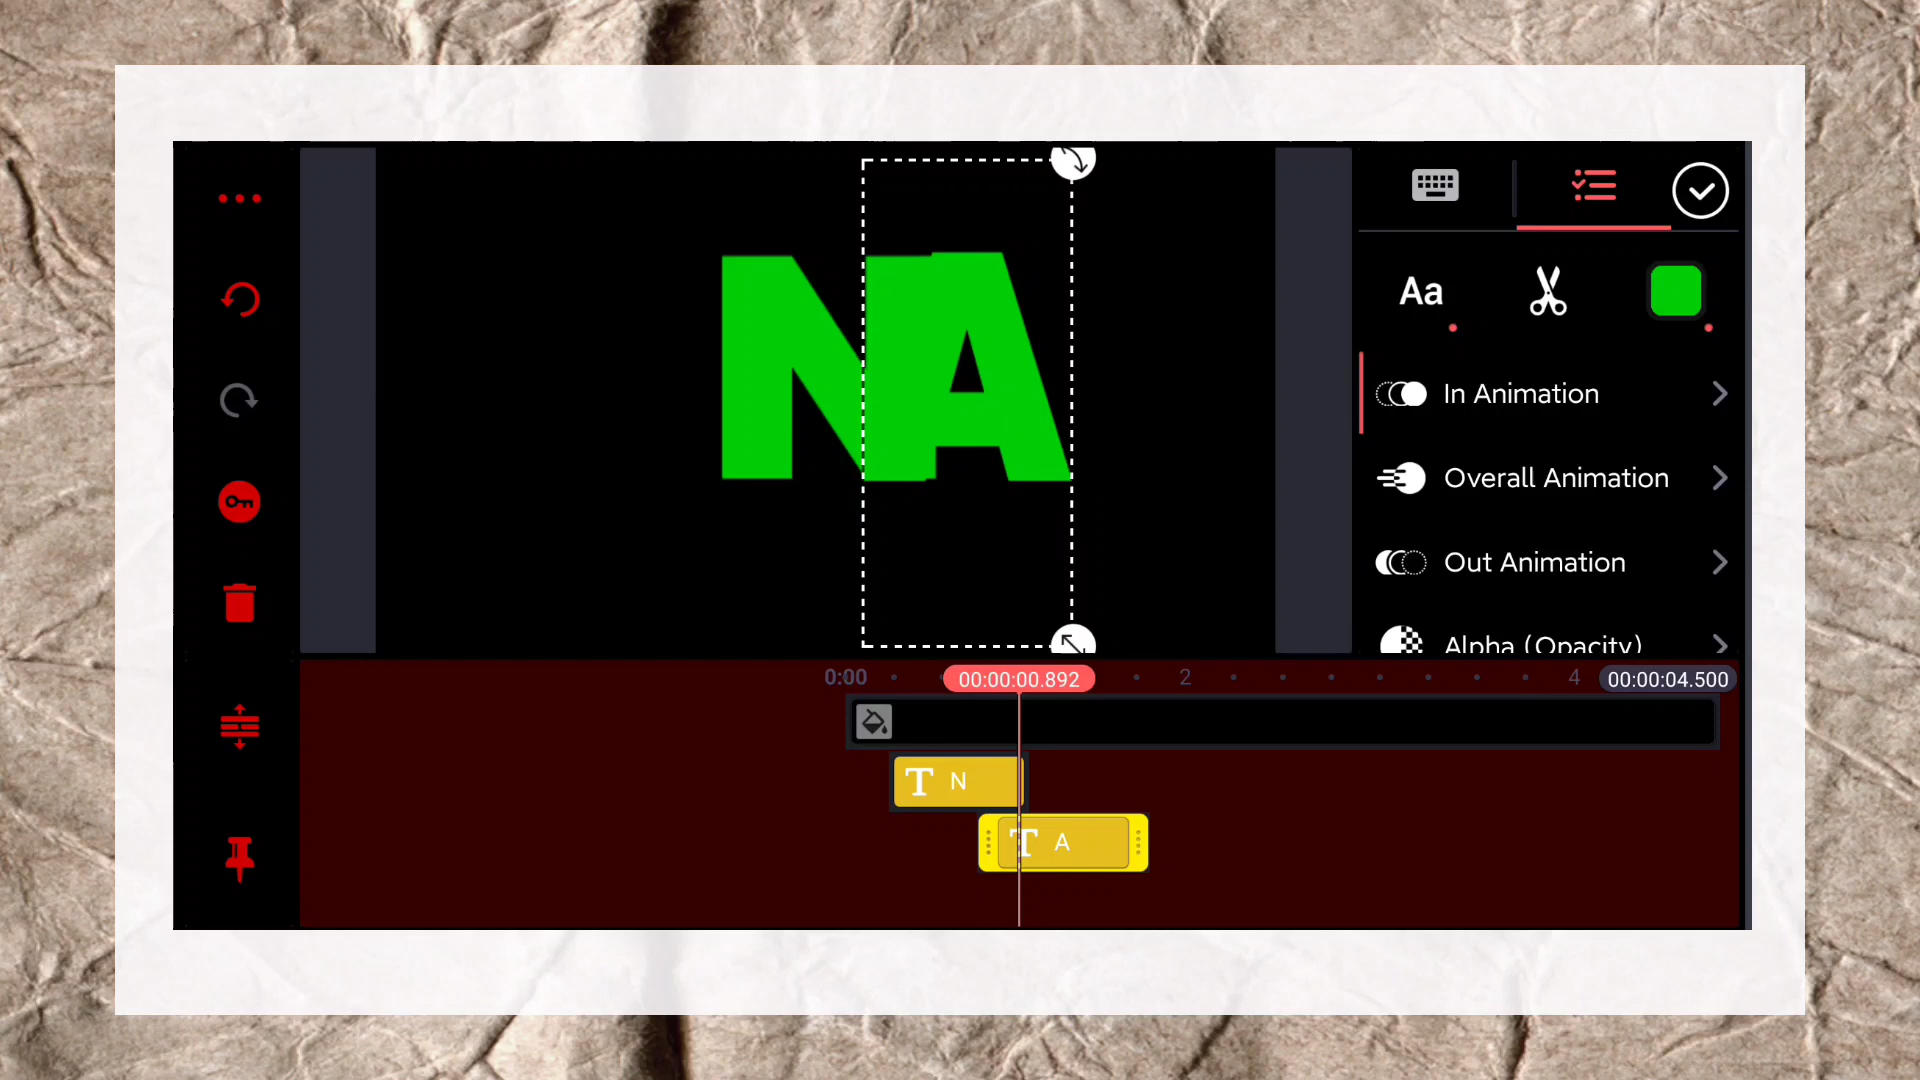 NA
Aa
In Animation
Overall Animation
Out Animation
Alpha (Opacity)
0:00
00:00:00.892
2
4
00:00:04.500
T N
T A